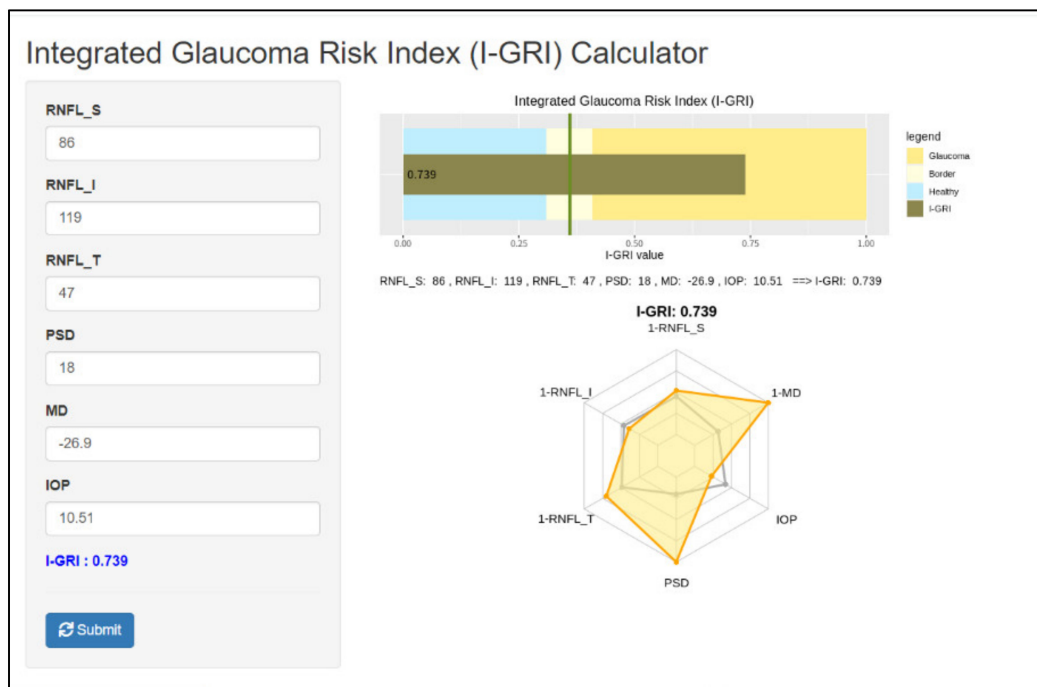 Integrated Glaucoma Risk Index (I-GRI) Calculator
RNFL_S
86
RNFL_I
119
RNFL_T
47
PSD
18
MD
-26.9
IOP
10.51
I-GRI : 0.739
Submit
Integrated Glaucoma Risk Index (I-GRI)
0.739
0.00 0.25 0.50 0.75 1.00
I-GRI value
legend
Glaucoma
Border
Healthy
I-GRI
RNFL_S: 86 , RNFL_I: 119 , RNFL_T: 47 , PSD: 18 , MD: -26.9 , IOP: 10.51 ==> I-GRI: 0.739
I-GRI: 0.739
1-RNFL_S
1-RNFL_I
1-MD
1-RNFL_T
IOP
PSD